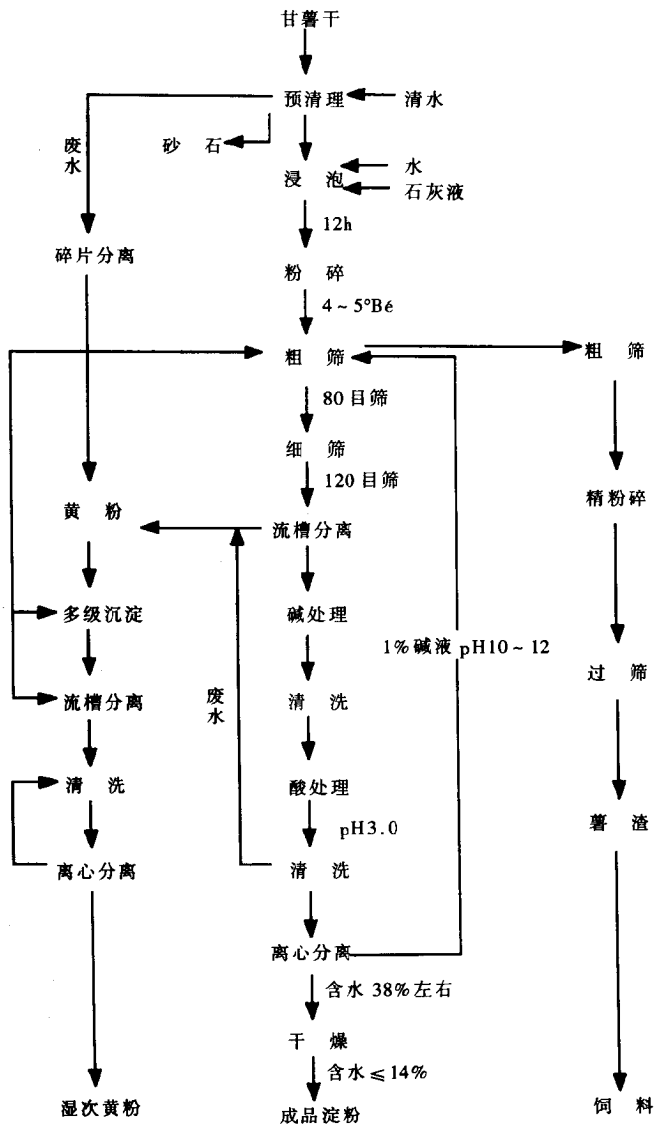 甘薯干
预清理
清水
废水
砂石
浸泡
水
石灰液
12h
碎片分离
粉碎
4~5°Bé
粗筛
粗筛
80目筛
细筛
120目筛
精粉碎
黄粉
流槽分离
多级沉淀
碱处理
1%碱液 pH10~12
过筛
流槽分离
废水
清洗
清洗
酸处理
薯渣
pH3.0
离心分离
清洗
离心分离
含水 38%左右
干燥
含水≤14%
湿次黄粉
成品淀粉
饲料